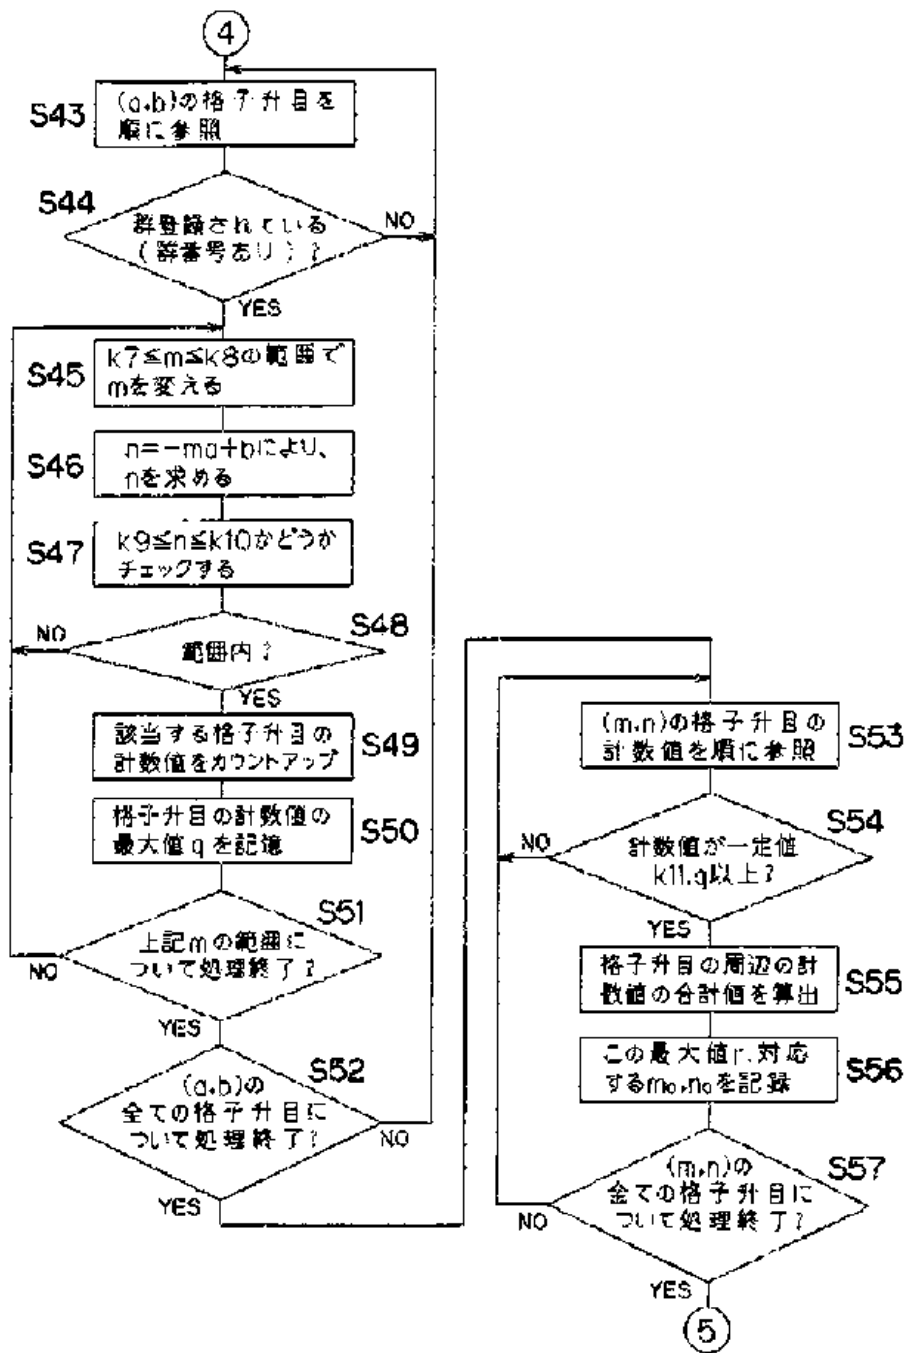 4
S43
(a,b)の格子升目を
順に参照
S44
群登録されている
(群番号あり)?
NO
YES
S45
k7≦m≦k8の範囲で
mを変える
S46
n=-ma+bにより、
nを求める
S47
k9≦n≦k10かどうか
チェックする
S48
範囲内?
NO
YES
S49
該当する格子升目の
計数値をカウントアップ
S50
格子升目の計数値の
最大値qを記憶
S51
上記mの範囲に
ついて処理終了?
NO
YES
S52
(a,b)の
全ての格子升目に
ついて処理終了?
NO
YES
S53
(m,n)の格子升目の
計数値を順に参照
S54
計数値が一定値
k11.q以上?
NO
YES
S55
格子升目の周辺の計
数値の合計値を算出
S56
この最大値r,対応
するm₀,n₀を記録
S57
(m,n)の
全ての格子升目に
ついて処理終了?
NO
YES
5